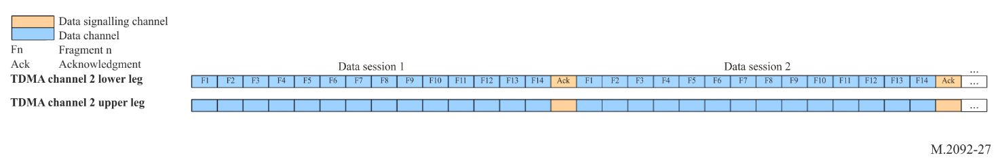 Data signalling channel
Data channel
Fn Fragment n
Ack Acknowledgment
Data session 1 Data session 2 ...
TDMA channel 2 lower leg F1 F2 F3 F4 F5 F6 F7 F8 F9 F10 F11 F12 F13 F14 Ack F1 F2 F3 F4 F5 F6 F7 F8 F9 F10 F11 F12 F13 F14 Ack ...
TDMA channel 2 upper leg ...
M.2092-27